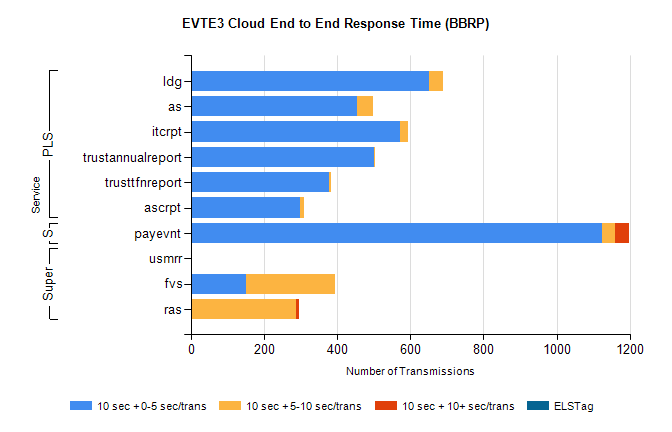 EVTE3 Cloud End to End Response Time (BBRP)
ldg
as
itcrpt
trustannualreport
trusttfnreport
ascrpt
payevnt
usmrr
fvs
ras
Service
PLS
S
Super
0 200 400 600 800 1000 1200
Number of Transmissions
10 sec +0-5 sec/trans 10 sec +5-10 sec/trans 10 sec + 10+ sec/trans ELSTag